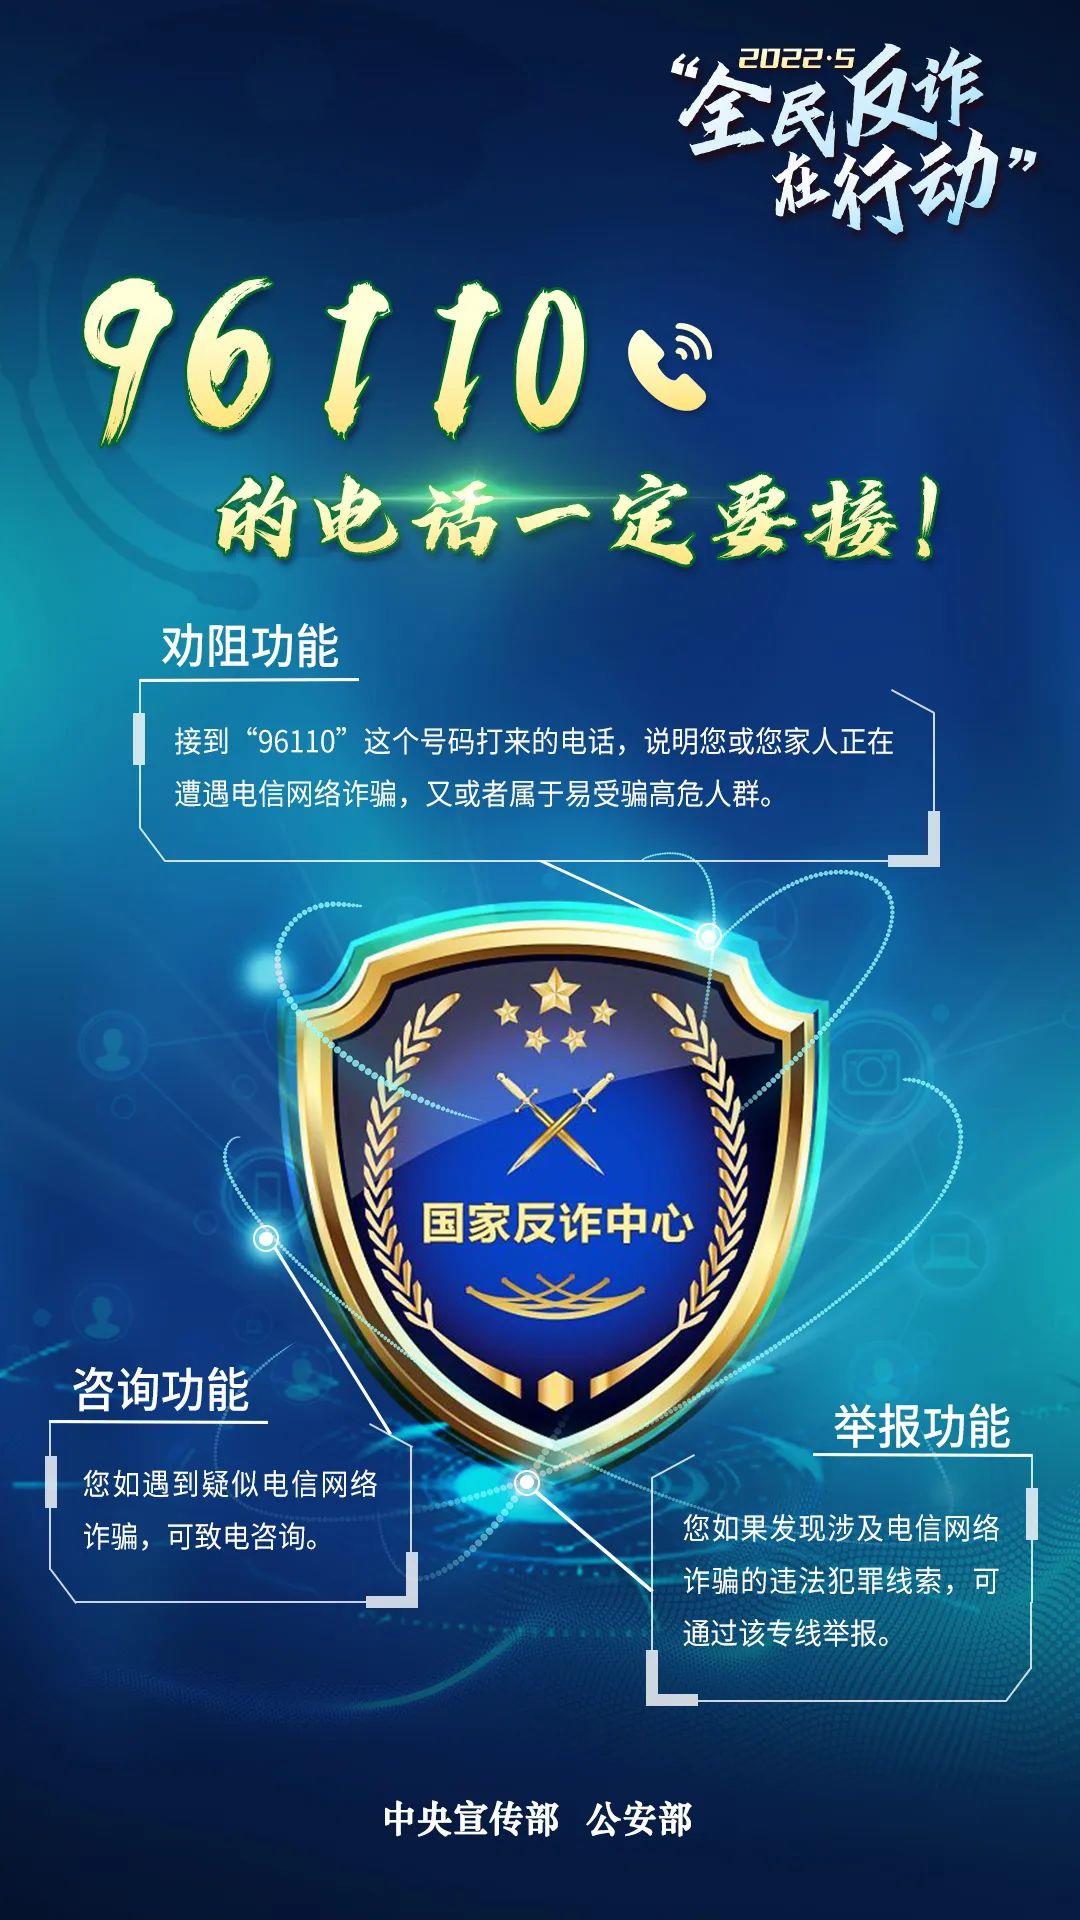 2022·5
“全民反诈
在行动”
96110
的电话一定要接！
劝阻功能
接到“96110”这个号码打来的电话，说明您或您家人正在
遭遇电信网络诈骗，又或者属于易受骗高危人群。
国家反诈中心
咨询功能
您如遇到疑似电信网络
诈骗，可致电咨询。
举报功能
您如果发现涉及电信网络
诈骗的违法犯罪线索，可
通过该专线举报。
中央宣传部 公安部